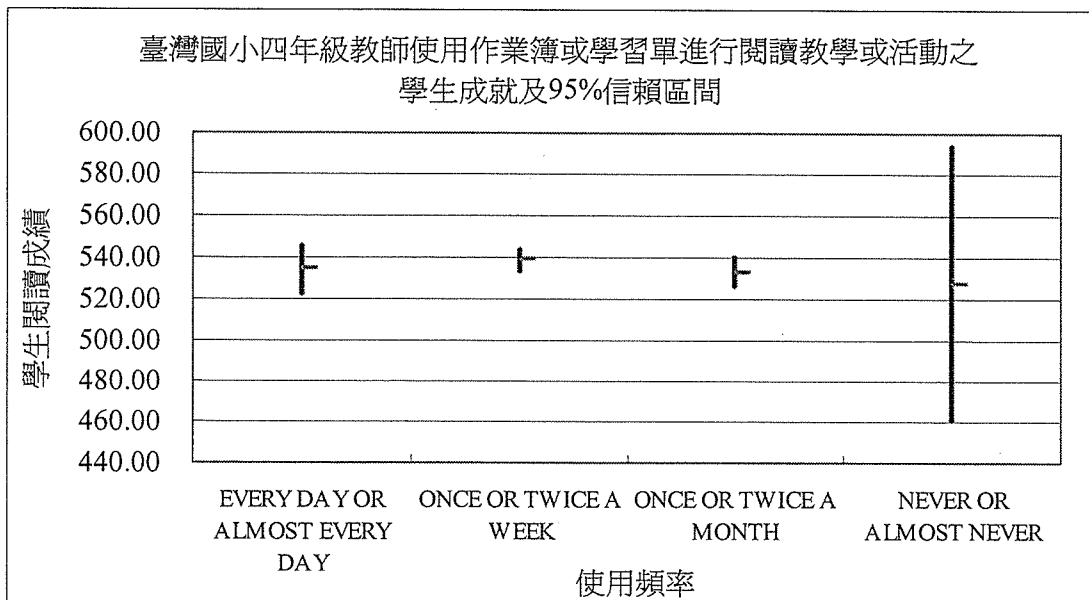 臺灣國小四年級教師使用作業簿或學習單進行閱讀教學或活動之
學生成就及95%信賴區間
學生閱讀成績
600.00
580.00
560.00
540.00
520.00
500.00
480.00
460.00
440.00
EVERY DAY OR
ALMOST EVERY
DAY
ONCE OR TWICE A
WEEK
ONCE OR TWICE A
MONTH
NEVER OR
ALMOST NEVER
使用頻率